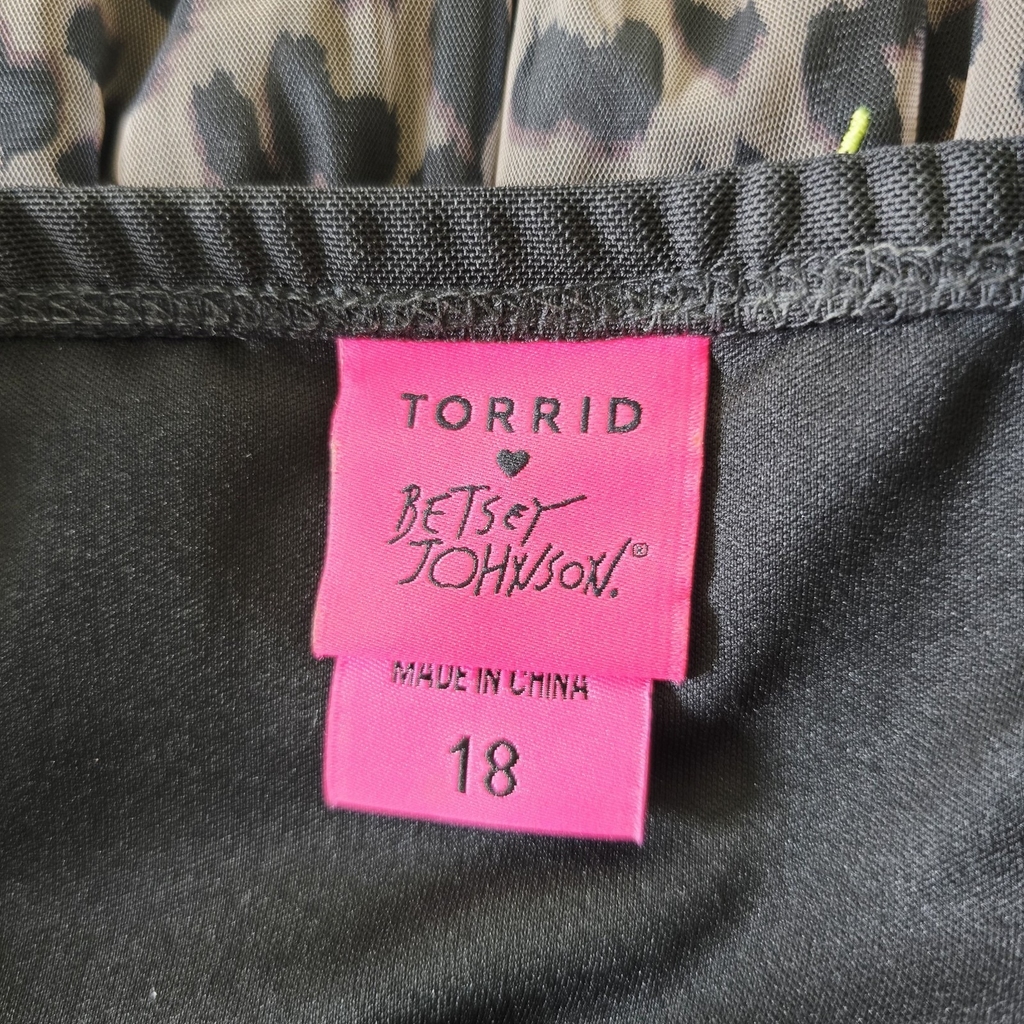 TORRID
♥
BETSEY
JOHNSON.®
MADE IN CHINA
18